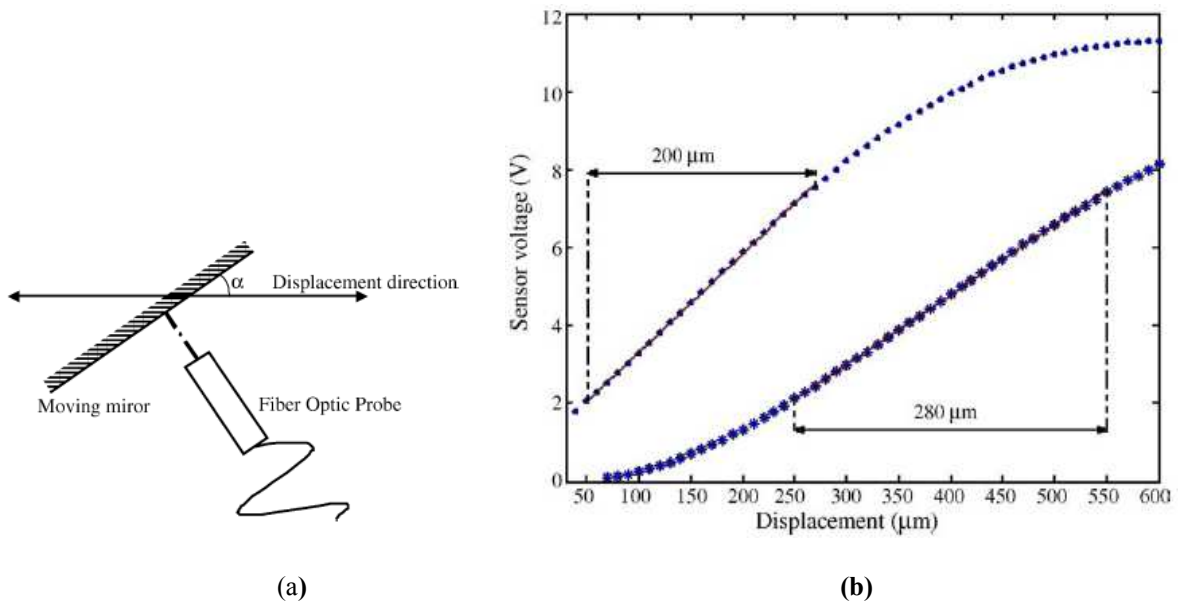 α
Displacement direction
Moving miror
Fiber Optic Probe
(a)
12
10
8
6
4
2
0
Sensor voltage (V)
200 µm
280 µm
50 100 150 200 250 300 350 400 450 500 550 600
Displacement (µm)
(b)